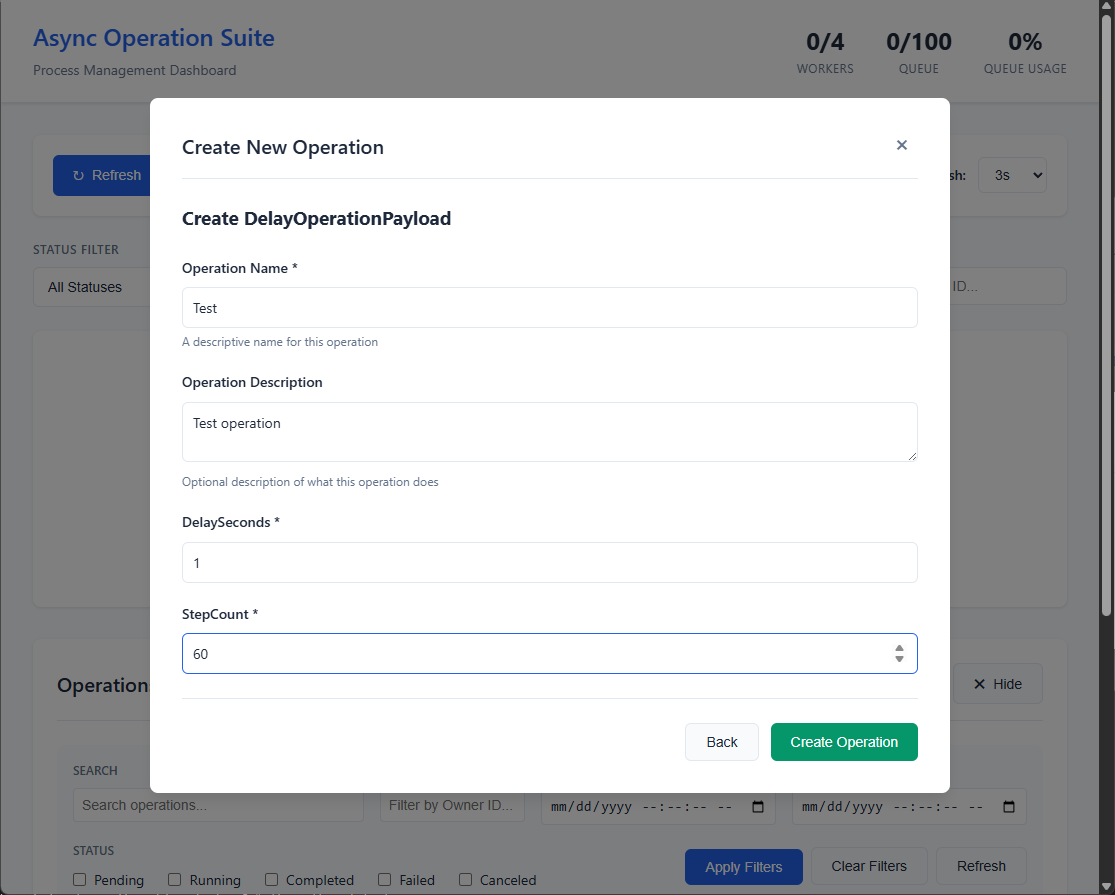 Async Operation Suite
Process Management Dashboard
0/4
WORKERS
0/100
QUEUE
0%
QUEUE USAGE
↻ Refresh
sh:
3s
STATUS FILTER
All Statuses
ID...
Create New Operation
×
Create DelayOperationPayload
Operation Name *
Test
A descriptive name for this operation
Operation Description
Test operation
Optional description of what this operation does
DelaySeconds *
1
StepCount *
60
Back
Create Operation
Operation
✕ Hide
SEARCH
Search operations...
Filter by Owner ID...
mm/dd/yyyy --:--:-- --
mm/dd/yyyy --:--:-- --
STATUS
Pending
Running
Completed
Failed
Canceled
Apply Filters
Clear Filters
Refresh